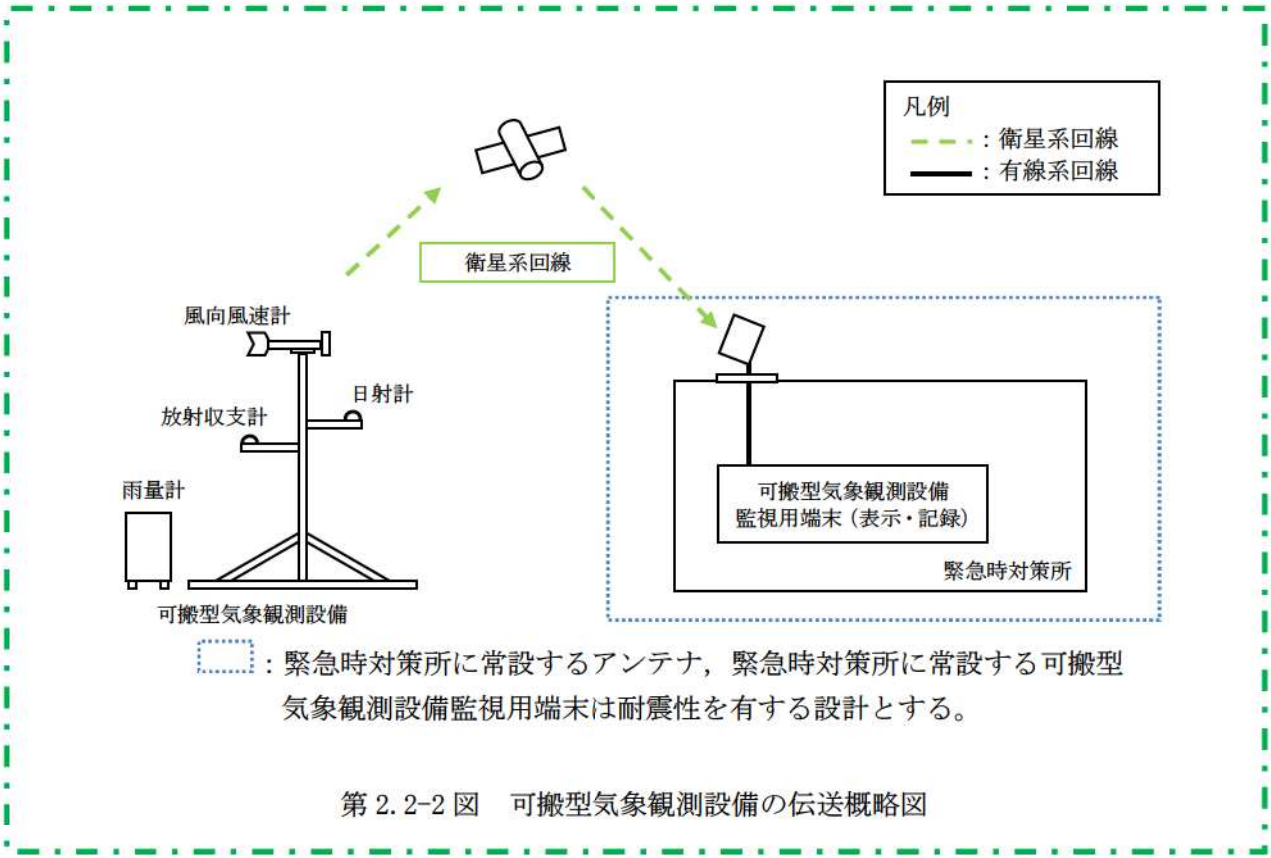 凡例
：衛星系回線
：有線系回線
衛星系回線
風向風速計
日射計
放射収支計
雨量計
可搬型気象観測設備
可搬型気象観測設備
監視用端末（表示・記録）
緊急時対策所
：緊急時対策所に常設するアンテナ，緊急時対策所に常設する可搬型
気象観測設備監視用端末は耐震性を有する設計とする。
第 2.2-2 図　可搬型気象観測設備の伝送概略図